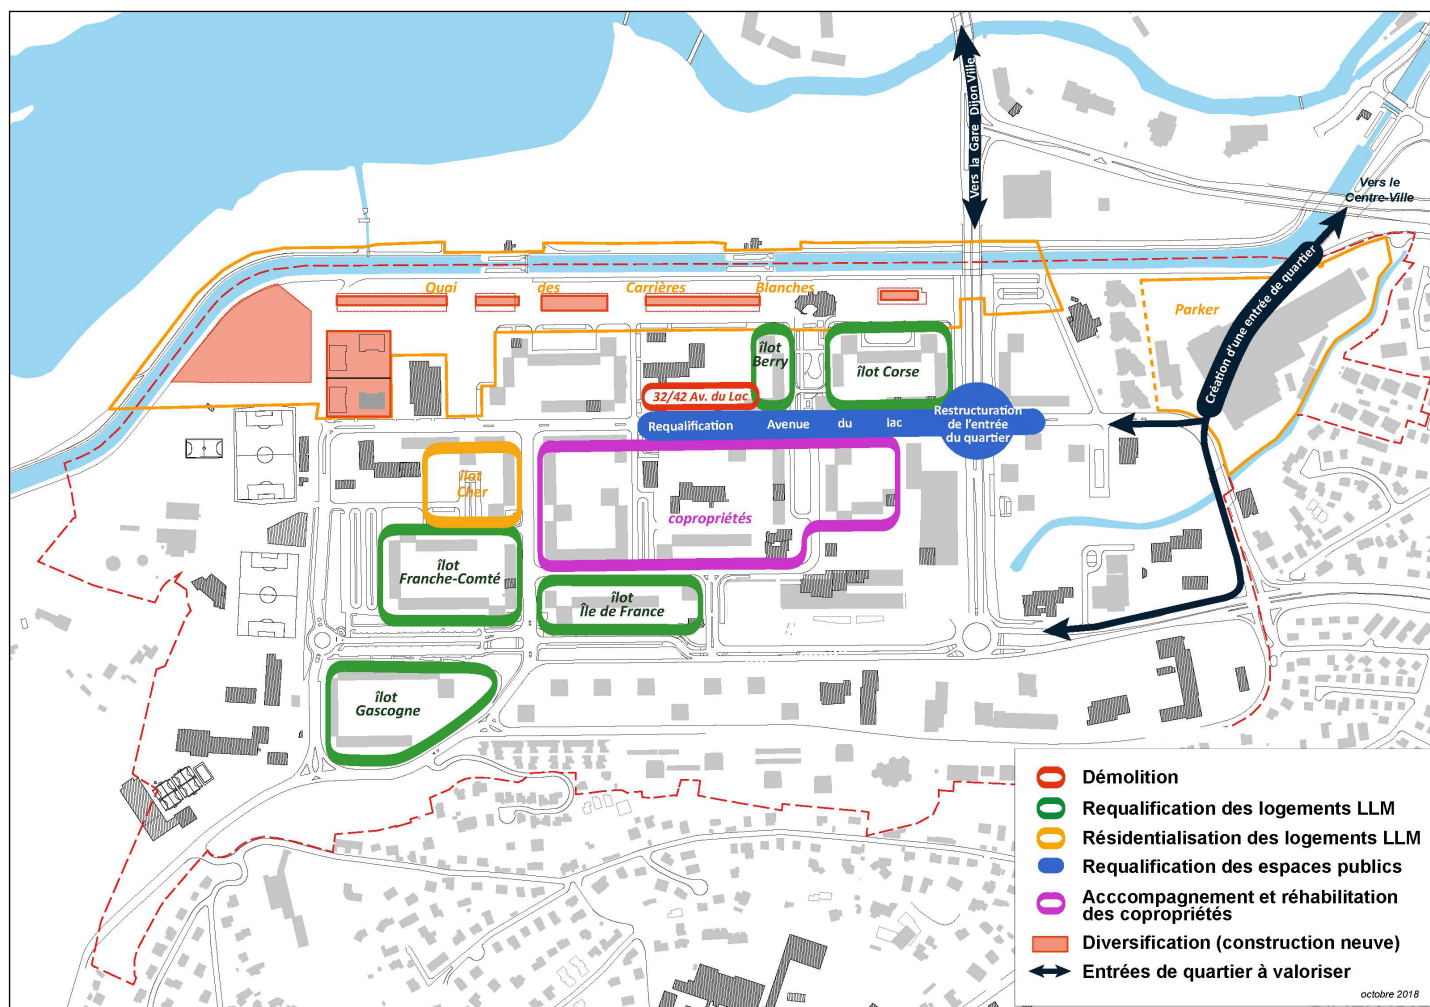 Vers la Gare Dijon Ville
Vers le
Centre-Ville
Création d'une entrée de quartier
Quai des Carrières Blanches
Parker
îlot
Berry
îlot Corse
32/42 Av. du Lac
Requalification Avenue du lac
Restructuration
de l'entrée
du quartier
îlot
Cher
copropriétés
îlot
Franche-Comté
îlot
Île de France
îlot
Gascogne
Démolition
Requalification des logements LLM
Résidentialisation des logements LLM
Requalification des espaces publics
Acccompagnement et réhabilitation
des copropriétés
Diversification (construction neuve)
Entrées de quartier à valoriser
octobre 2018